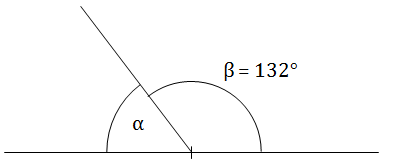 β = 132°
α